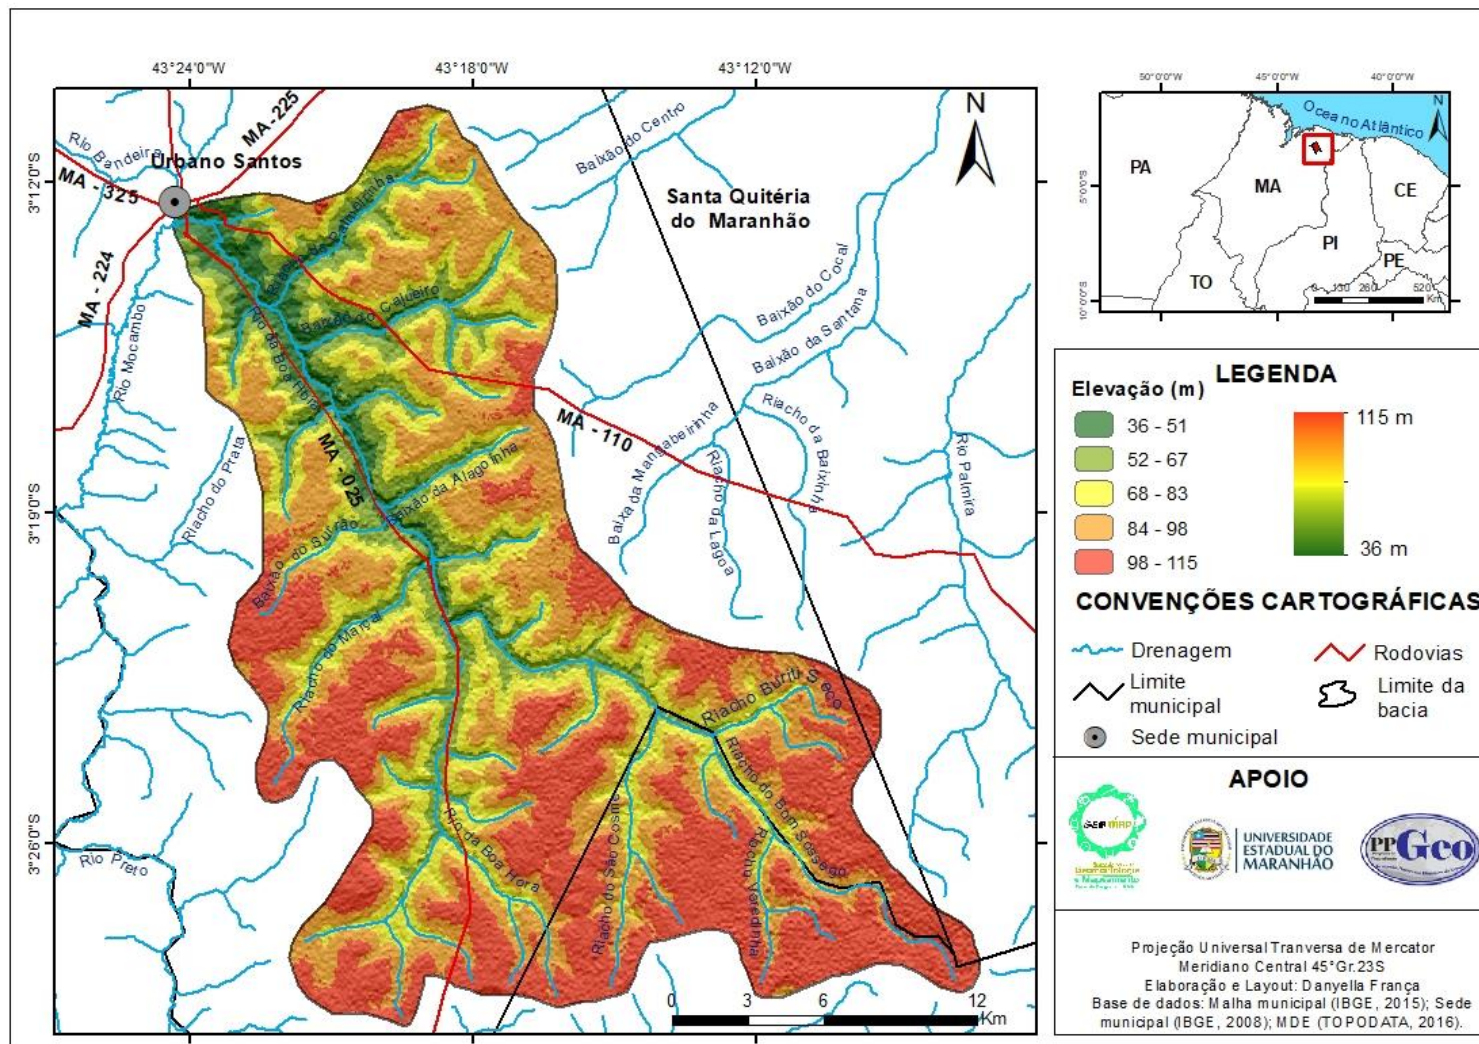 43°24'0"W
43°18'0"W
43°12'0"W
3°12'0"S
3°19'0"S
3°26'0"S
N
Rio Bandeira
Urbano Santos
MA-225
MA - 325
MA - 224
Rio Mocambo
Riacho do Prata
Rio Preto
Baixão do Cajueiro
Rio da Boa Hora
MA - 025
Baixão da Alagoinha
Baixão do Surrão
Riacho do Marçal
Rio da Boa Hora
Riacho do São Cosme
Riacho Buriti Seco
Riacho do Bom Sossego
Riacho Veredinha
Baixão do Centro
Santa Quitéria
do Maranhão
Baixão do Cocal
Baixão da Santana
Baixa da Mangabeirinha
Riacho da Baixinha
Riacho da Lagoa
Rio Palmira
MA - 110
0 3 6 12
Km
50°0'0"W
45°0'0"W
40°0'0"W
5°0'0"S
10°0'0"S
Oceano Atlântico
N
PA
MA
CE
PI
PE
TO
0 130 260 520
Km
LEGENDA
Elevação (m)
36 - 51
52 - 67
68 - 83
84 - 98
98 - 115
115 m
36 m
CONVENÇÕES CARTOGRÁFICAS
Drenagem
Rodovias
Limite
municipal
Limite da
bacia
Sede municipal
APOIO
UNIVERSIDADE
ESTADUAL DO
MARANHÃO
PPGeo
Projeção Universal Tranversa de Mercator
Meridiano Central 45°Gr.23S
Elaboração e Layout: Danyella França
Base de dados: Malha municipal (IBGE, 2015); Sede
municipal (IBGE, 2008); MDE (TOPODATA, 2016).